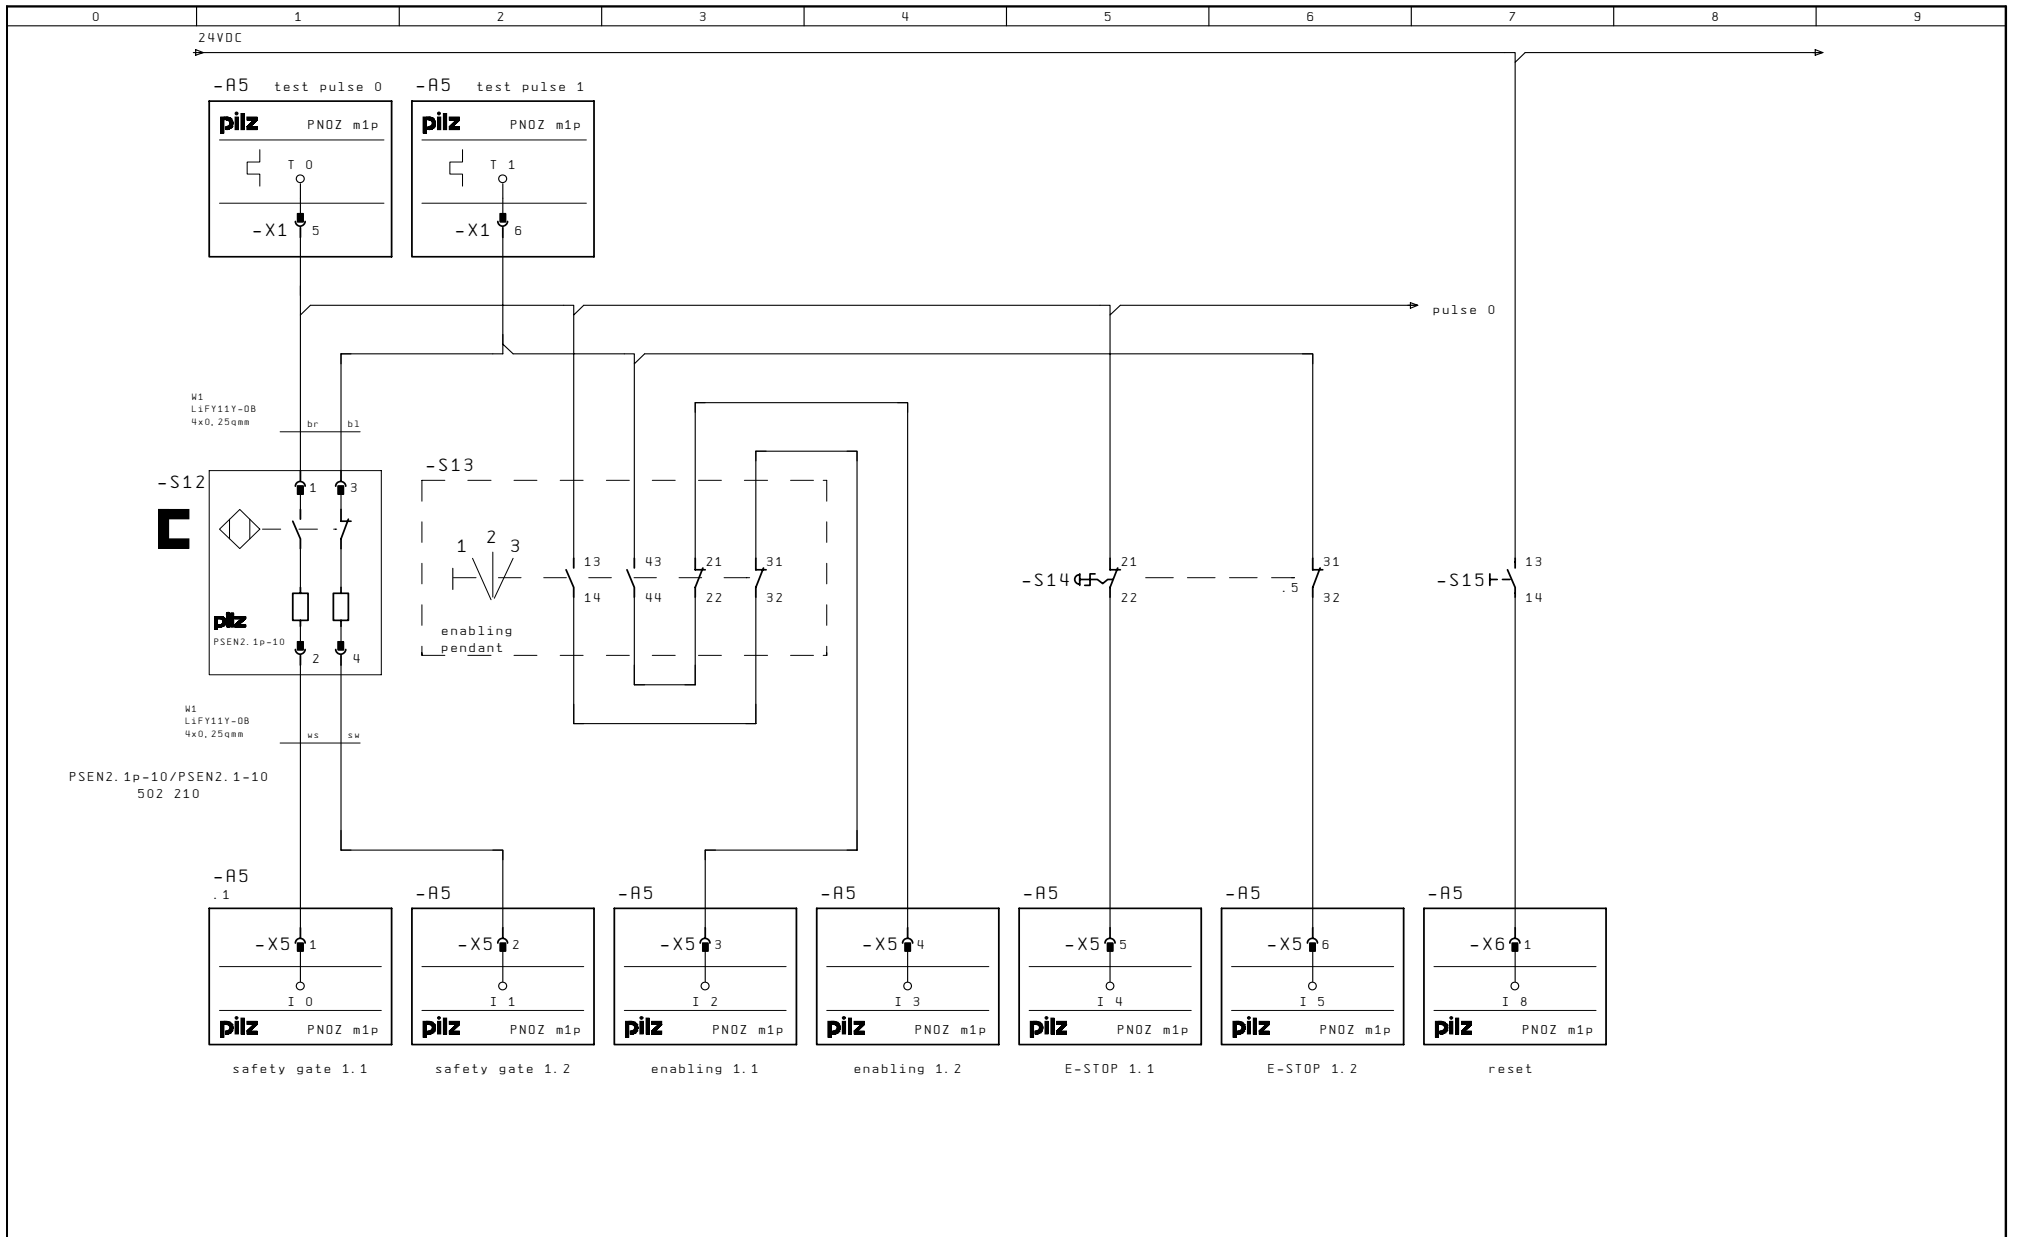 0 1 2 3 4 5 6 7 8 9
24VDC
-A5 test pulse 0
-A5 test pulse 1
pilz PNOZ m1p
pilz PNOZ m1p
T 0
T 1
-X1 5
-X1 6
pulse 0
W1
LiFY11Y-OB
4x0,25qmm
br bl
-S12
1 3
pilz
PSEN2.1p-10
2 4
-S13
1 2 3
13 43 21 31
14 44 22 32
enabling
pendant
-S14
21
22
31
.5
32
-S15
13
14
W1
LiFY11Y-OB
4x0,25qmm
ws sw
PSEN2.1p-10/PSEN2.1-10
502 210
-A5
.1
-A5
-A5
-A5
-A5
-A5
-A5
-X5 1
-X5 2
-X5 3
-X5 4
-X5 5
-X5 6
-X6 1
I 0
I 1
I 2
I 3
I 4
I 5
I 8
pilz PNOZ m1p
pilz PNOZ m1p
pilz PNOZ m1p
pilz PNOZ m1p
pilz PNOZ m1p
pilz PNOZ m1p
pilz PNOZ m1p
safety gate 1.1
safety gate 1.2
enabling 1.1
enabling 1.2
E-STOP 1.1
E-STOP 1.2
reset